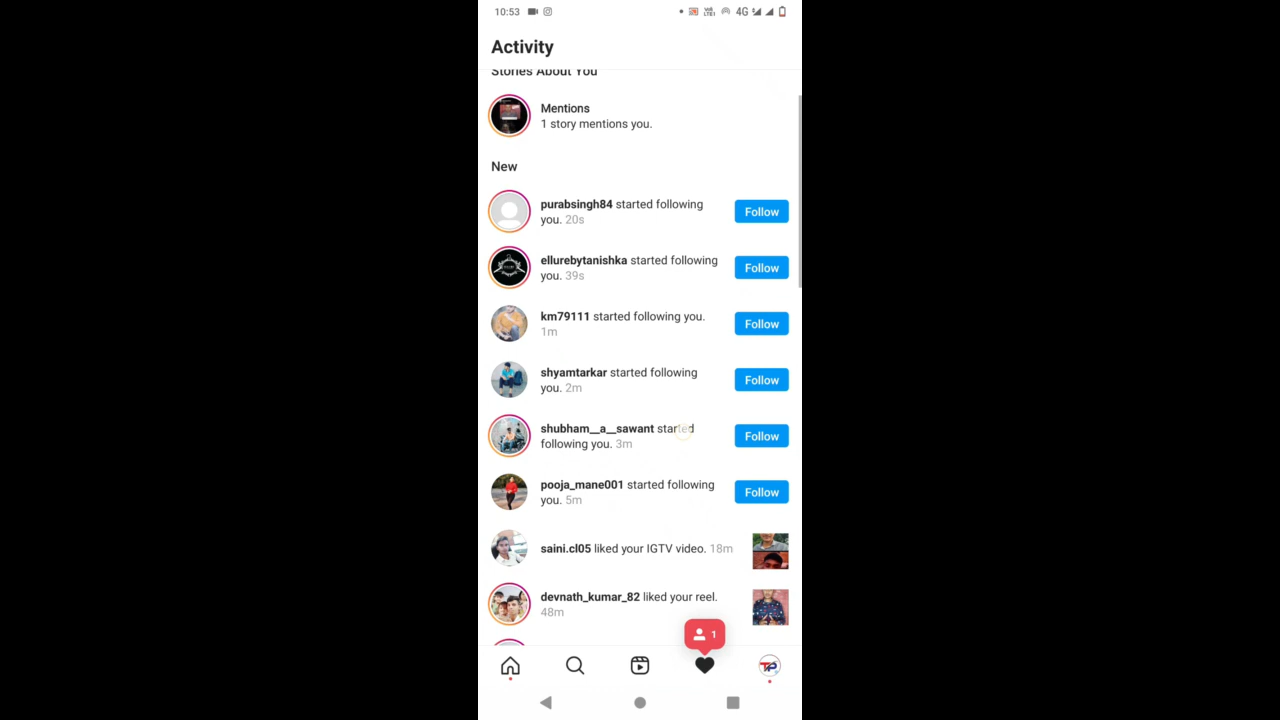 10:53
Vo)
LTE1
4G
Activity
Stories About You
Mentions
1 story mentions you.
New
purabsingh84 started following
you. 20s
Follow
ellurebytanishka started following
you. 39s
Follow
km79111 started following you.
1m
Follow
shyamtarkar started following
you. 2m
Follow
shubham__a__sawant started
following you. 3m
Follow
pooja_mane001 started following
you. 5m
Follow
saini.cl05 liked your IGTV video. 18m
devnath_kumar_82 liked your reel.
48m
1